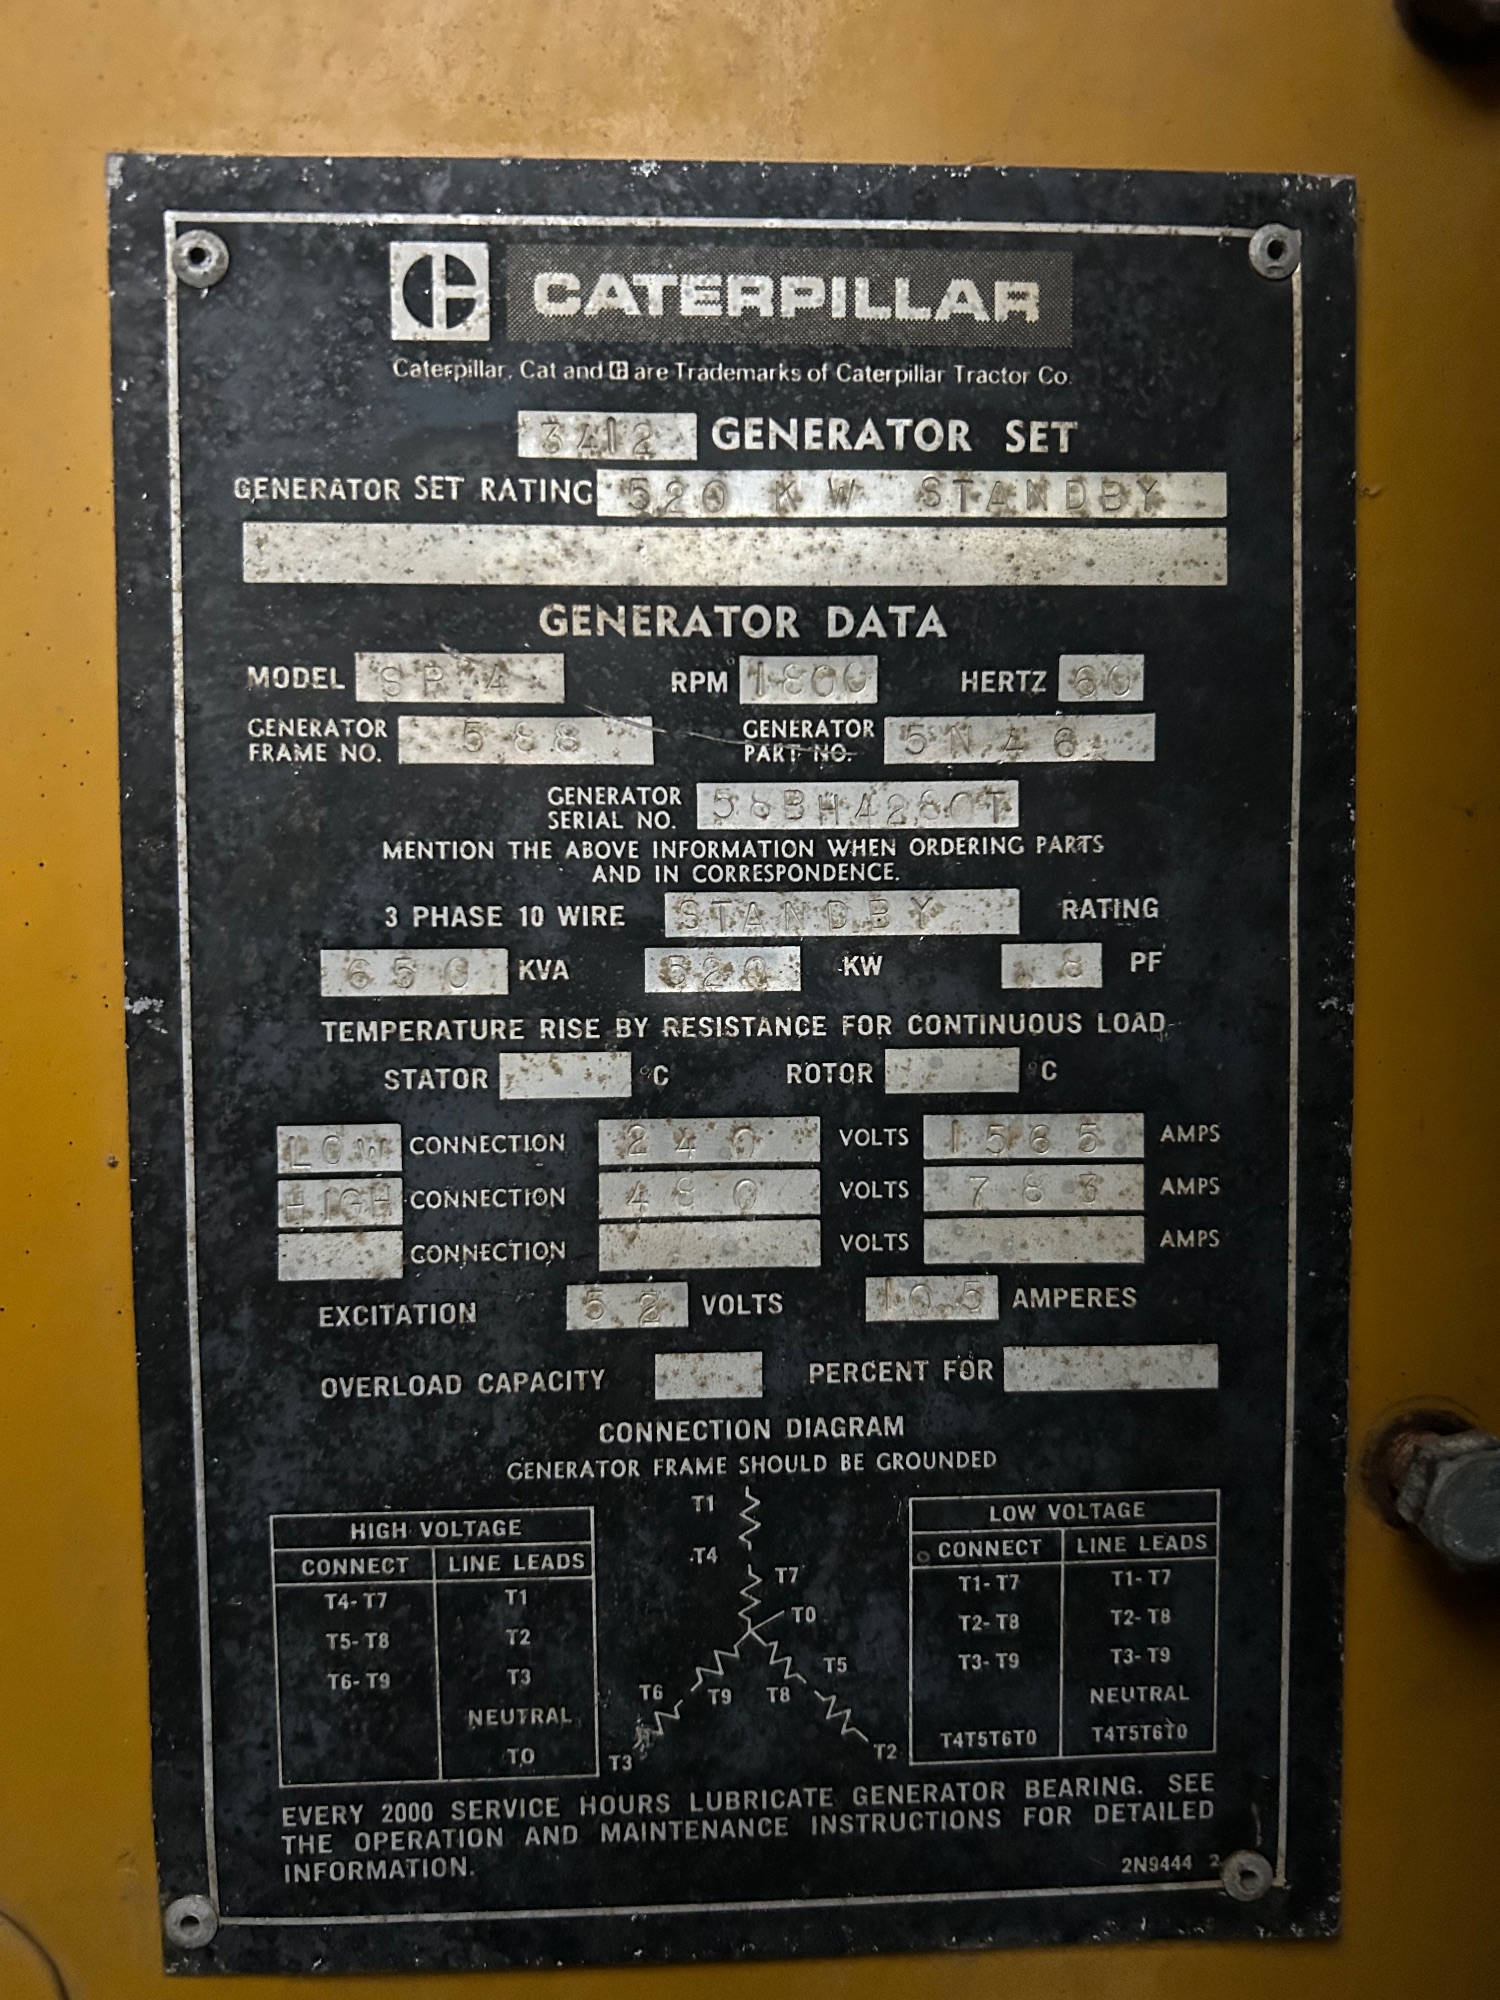 CATERPILLAR
Caterpillar, Cat and are Trademarks of Caterpillar Tractor Co.
3412 GENERATOR SET
GENERATOR SET RATING 520 KW STANDBY
GENERATOR DATA
MODEL SR 4 RPM 1800 HERTZ 60
GENERATOR FRAME NO. 588 GENERATOR PART NO. 5N46
GENERATOR SERIAL NO.
MENTION THE ABOVE INFORMATION WHEN ORDERING PARTS
AND IN CORRESPONDENCE.
3 PHASE 10 WIRE STANDBY RATING
650 KVA 520 KW .8 PF
TEMPERATURE RISE BY RESISTANCE FOR CONTINUOUS LOAD
STATOR °C ROTOR °C
LOW CONNECTION 240 VOLTS 1565 AMPS
HIGH CONNECTION 480 VOLTS 783 AMPS
CONNECTION VOLTS AMPS
EXCITATION 52 VOLTS 10.5 AMPERES
OVERLOAD CAPACITY PERCENT FOR
CONNECTION DIAGRAM
GENERATOR FRAME SHOULD BE GROUNDED
HIGH VOLTAGE
CONNECT LINE LEADS
T4-T7 T1
T5-T8 T2
T6-T9 T3
NEUTRAL
T0
T1
T4
T7
T0
T6 T9 T8 T5
T3 T2
LOW VOLTAGE
CONNECT LINE LEADS
T1-T7 T1-T7
T2-T8 T2-T8
T3-T9 T3-T9
NEUTRAL
T4T5T6T0 T4T5T6T0
EVERY 2000 SERVICE HOURS LUBRICATE GENERATOR BEARING. SEE
THE OPERATION AND MAINTENANCE INSTRUCTIONS FOR DETAILED
INFORMATION.
2N9444 2